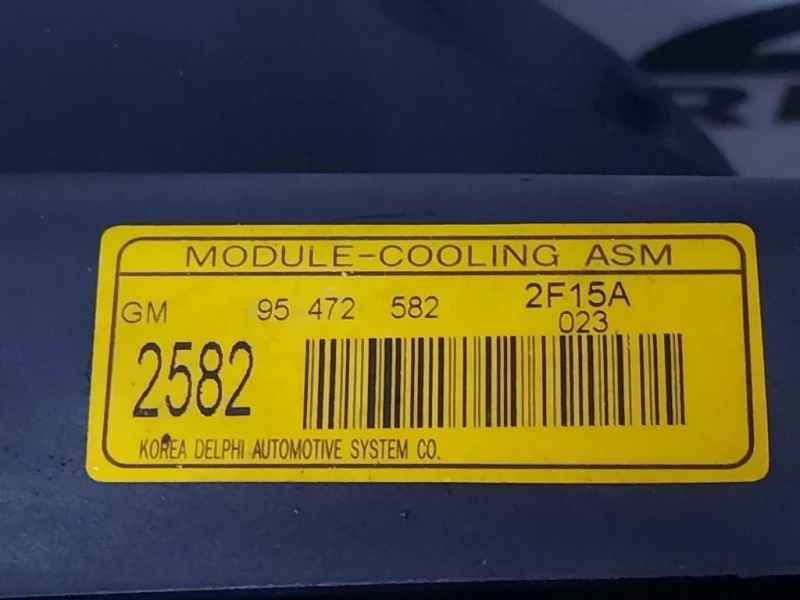 MODULE-COOLING ASM
GM 95 472 582 2F15A
023
2582
KOREA DELPHI AUTOMOTIVE SYSTEM CO.